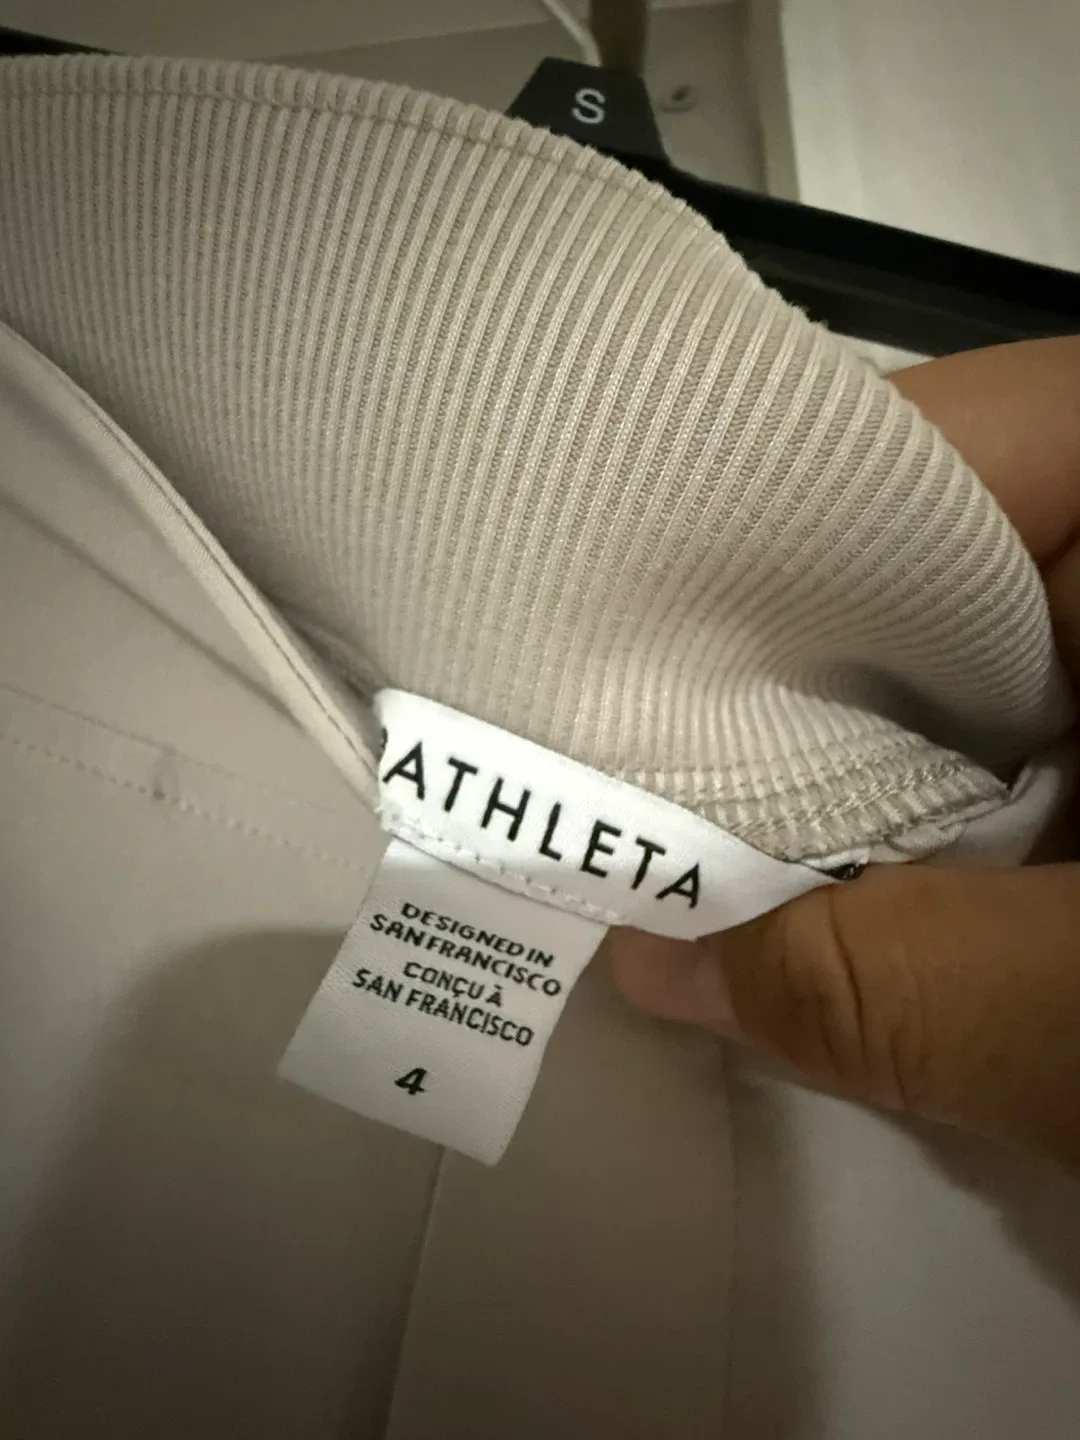 S
ATHLETA
DESIGNED IN
SAN FRANCISCO
CONÇU À
SAN FRANCISCO
4